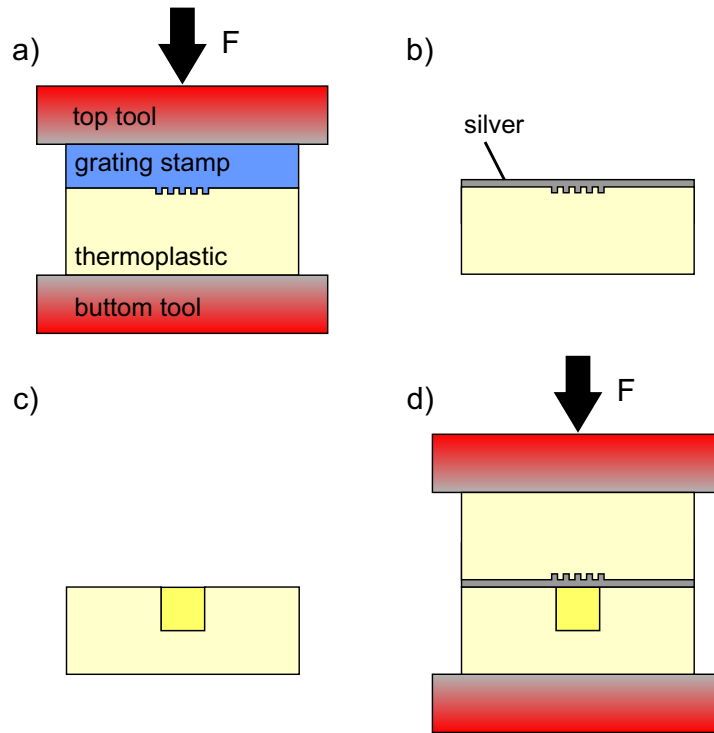 a)
F
top tool
grating stamp
thermoplastic
buttom tool
b)
silver
c)
d)
F